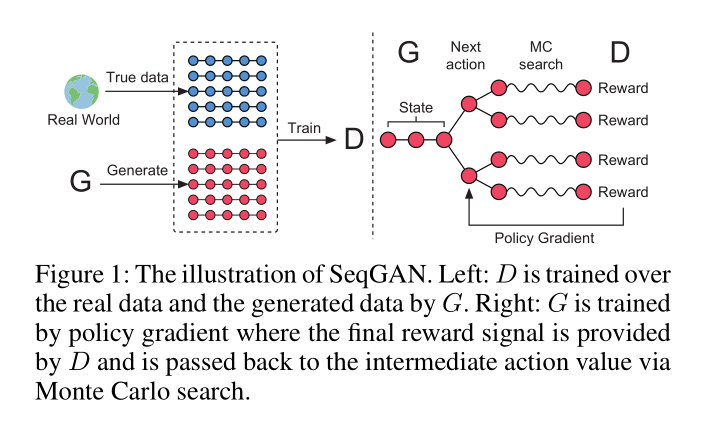 True data
Real World
G
Generate
Train
D
G
Next
action
MC
search
D
State
Reward
Reward
Reward
Reward
Policy Gradient
Figure 1: The illustration of SeqGAN. Left: D is trained over
the real data and the generated data by G. Right: G is trained
by policy gradient where the final reward signal is provided
by D and is passed back to the intermediate action value via
Monte Carlo search.